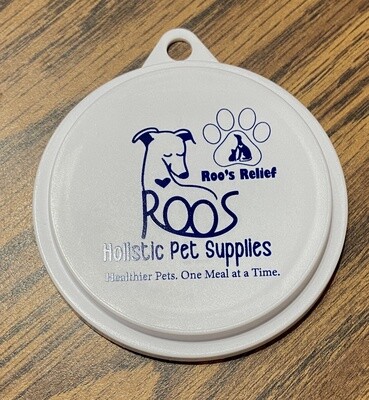 Roo's Relief
ROOS
Holistic Pet Supplies
Healthier Pets. One Meal at a Time.